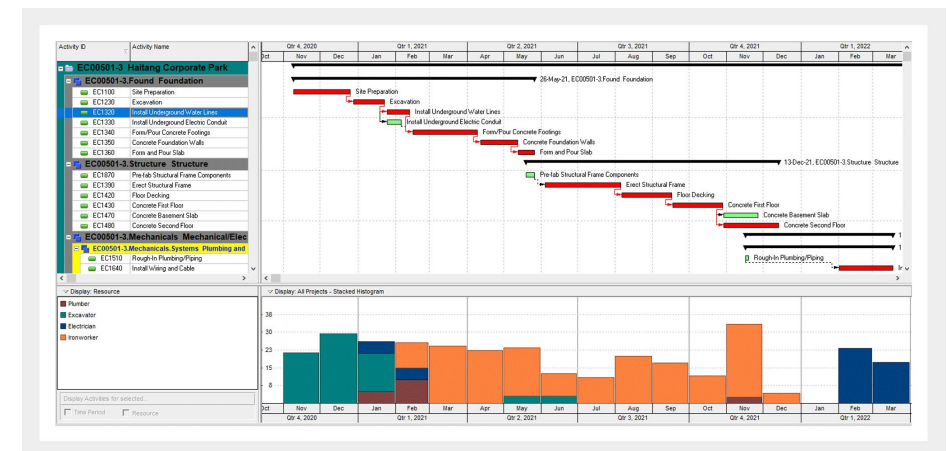 Activity ID Activity Name Qtr 4, 2020 Qtr 1, 2021 Qtr 2, 2021 Qtr 3, 2021 Qtr 4, 2021 Qtr 1, 2022
Oct Nov Dec Jan Feb Mar Apr May Jun Jul Aug Sep Oct Nov Dec Jan Feb Mar
EC00501-3 Haitang Corporate Park
EC00501-3.Found Foundation 26-May-21, EC00501-3.Found Foundation
EC1100 Site Preparation Site Preparation
EC1230 Excavation Excavation
EC1320 Install Underground Water Lines Install Underground Water Lines
EC1330 Install Underground Electric Conduit Install Underground Electric Conduit
EC1340 Form/Pour Concrete Footings Form/Pour Concrete Footings
EC1350 Concrete Foundation Walls Concrete Foundation Walls
EC1360 Form and Pour Slab Form and Pour Slab
EC00501-3.Structure Structure 13-Dec-21, EC00501-3.Structure Structure
EC1870 Pre-fab Structural Frame Components Pre-fab Structural Frame Components
EC1390 Erect Structural Frame Erect Structural Frame
EC1420 Floor Decking Floor Decking
EC1430 Concrete First Floor Concrete First Floor
EC1470 Concrete Basement Slab Concrete Basement Slab
EC1480 Concrete Second Floor Concrete Second Floor
EC00501-3.Mechanicals Mechanical/Elec 1
EC00501-3.Mechanicals.Systems Plumbing and 1
EC1510 Rough-In Plumbing/Piping Rough-In Plumbing/Piping
EC1640 Install Wiring and Cable
Display: Resource Display: All Projects - Stacked Histogram
Plumber
Excavator
Electrician
Ironworker
Display Activities for selected...
Time Period Resource
38
30
23
15
8
Oct Nov Dec Jan Feb Mar Apr May Jun Jul Aug Sep Oct Nov Dec Jan Feb Mar
Qtr 4, 2020 Qtr 1, 2021 Qtr 2, 2021 Qtr 3, 2021 Qtr 4, 2021 Qtr 1, 2022